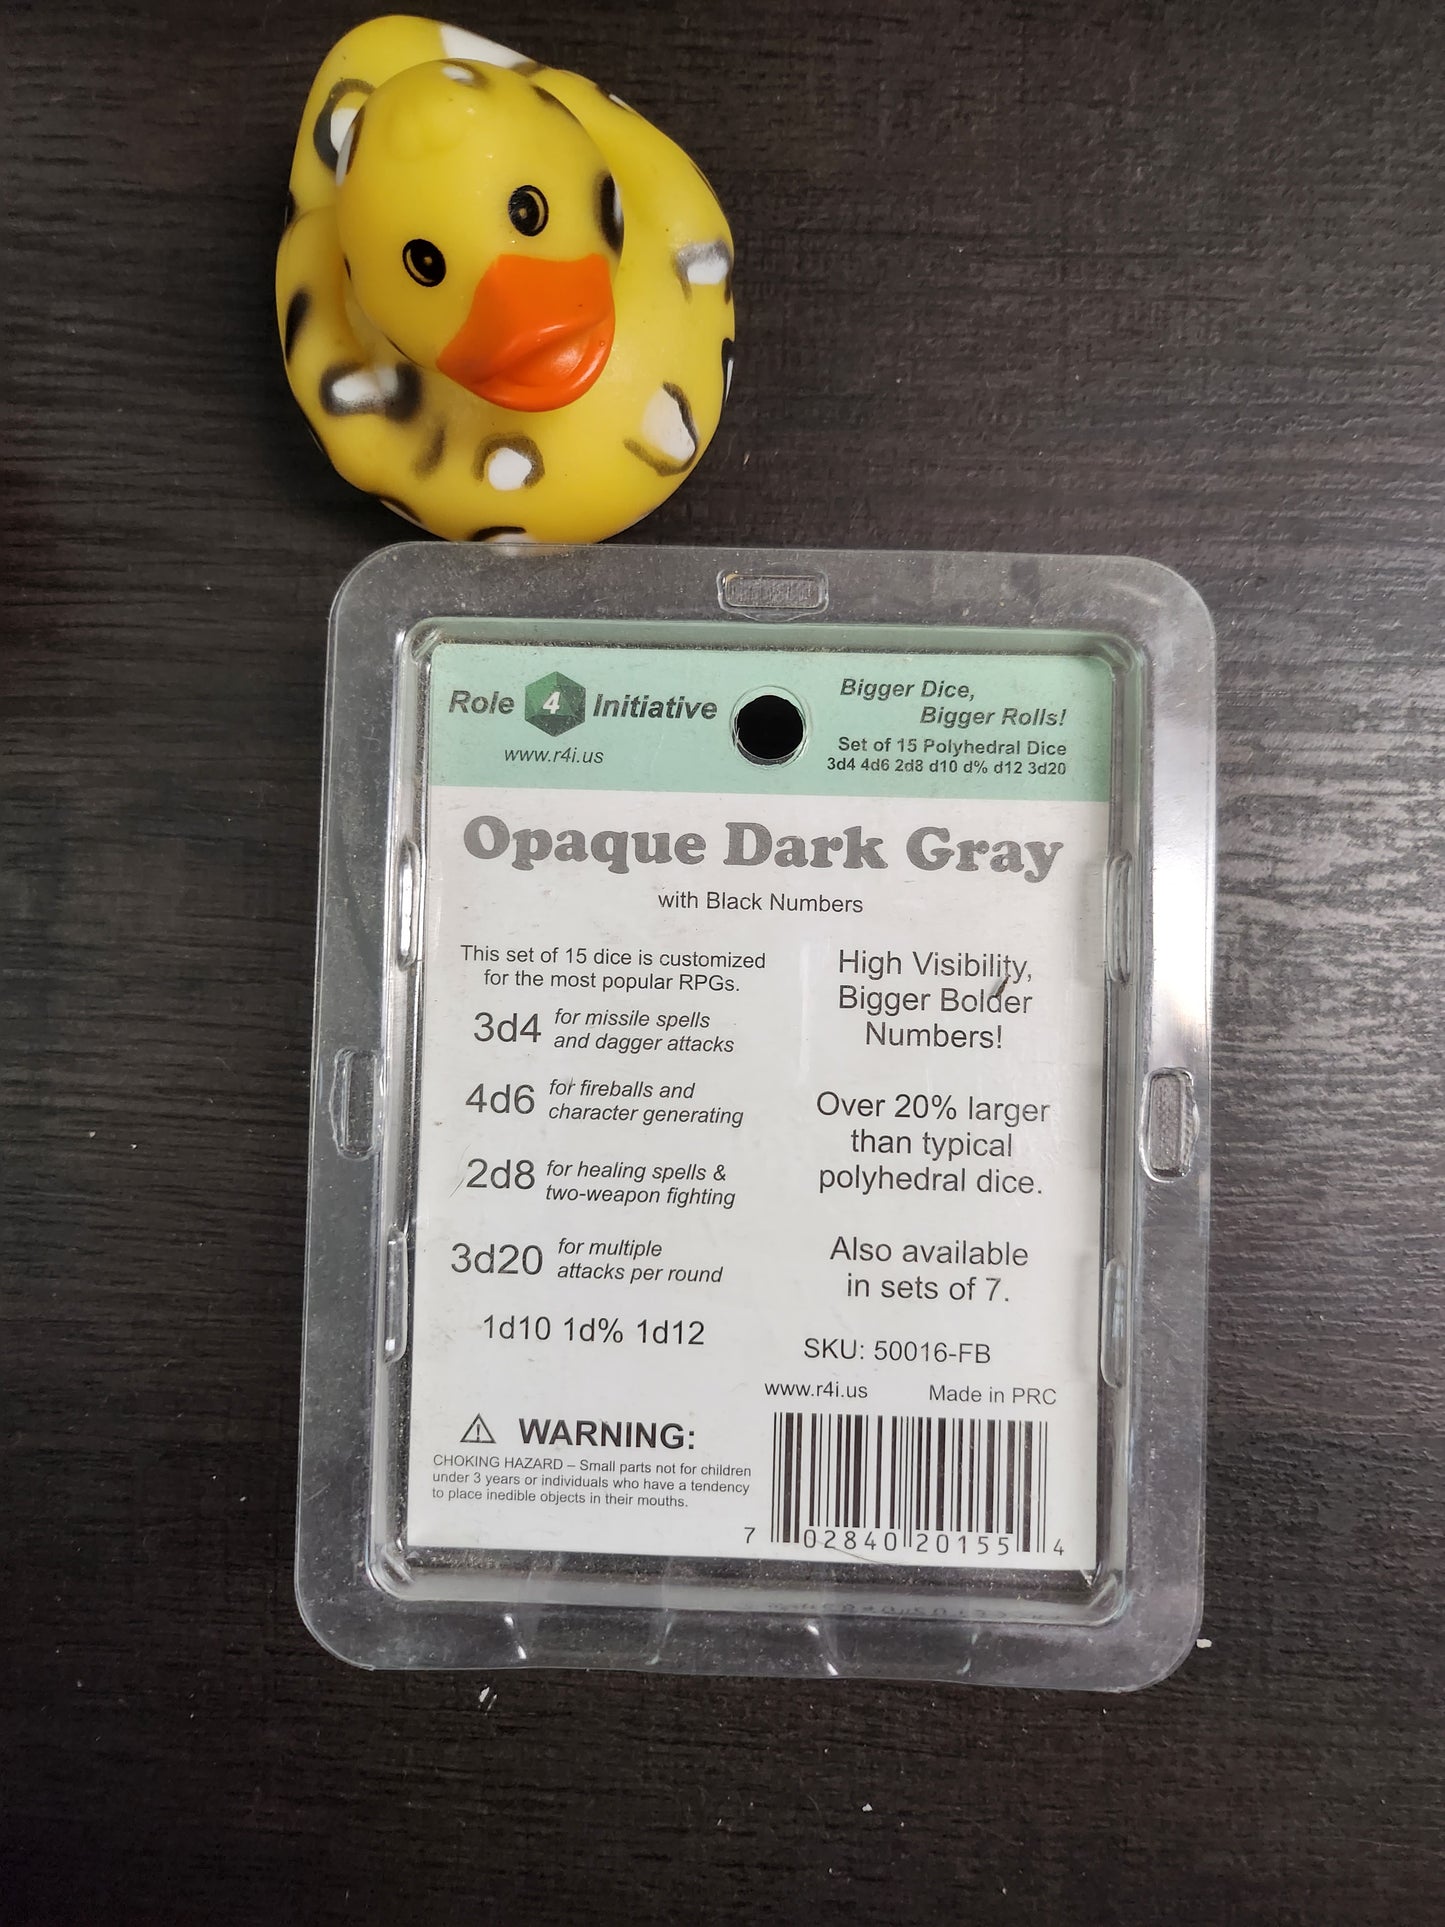 Role 4 Initiative
www.r4i.us
Bigger Dice,
Bigger Rolls!
Set of 15 Polyhedral Dice
3d4 4d6 2d8 d10 d% d12 3d20
Opaque Dark Gray
with Black Numbers
This set of 15 dice is customized
for the most popular RPGs.
3d4 for missile spells
and dagger attacks
4d6 for fireballs and
character generating
2d8 for healing spells &
two-weapon fighting
3d20 for multiple
attacks per round
1d10 1d% 1d12
High Visibility,
Bigger Bolder
Numbers!
Over 20% larger
than typical
polyhedral dice.
Also available
in sets of 7.
SKU: 50016-FB
www.r4i.us Made in PRC
⚠ WARNING:
CHOKING HAZARD – Small parts not for children
under 3 years or individuals who have a tendency
to place inedible objects in their mouths.
7 02840 20155 4